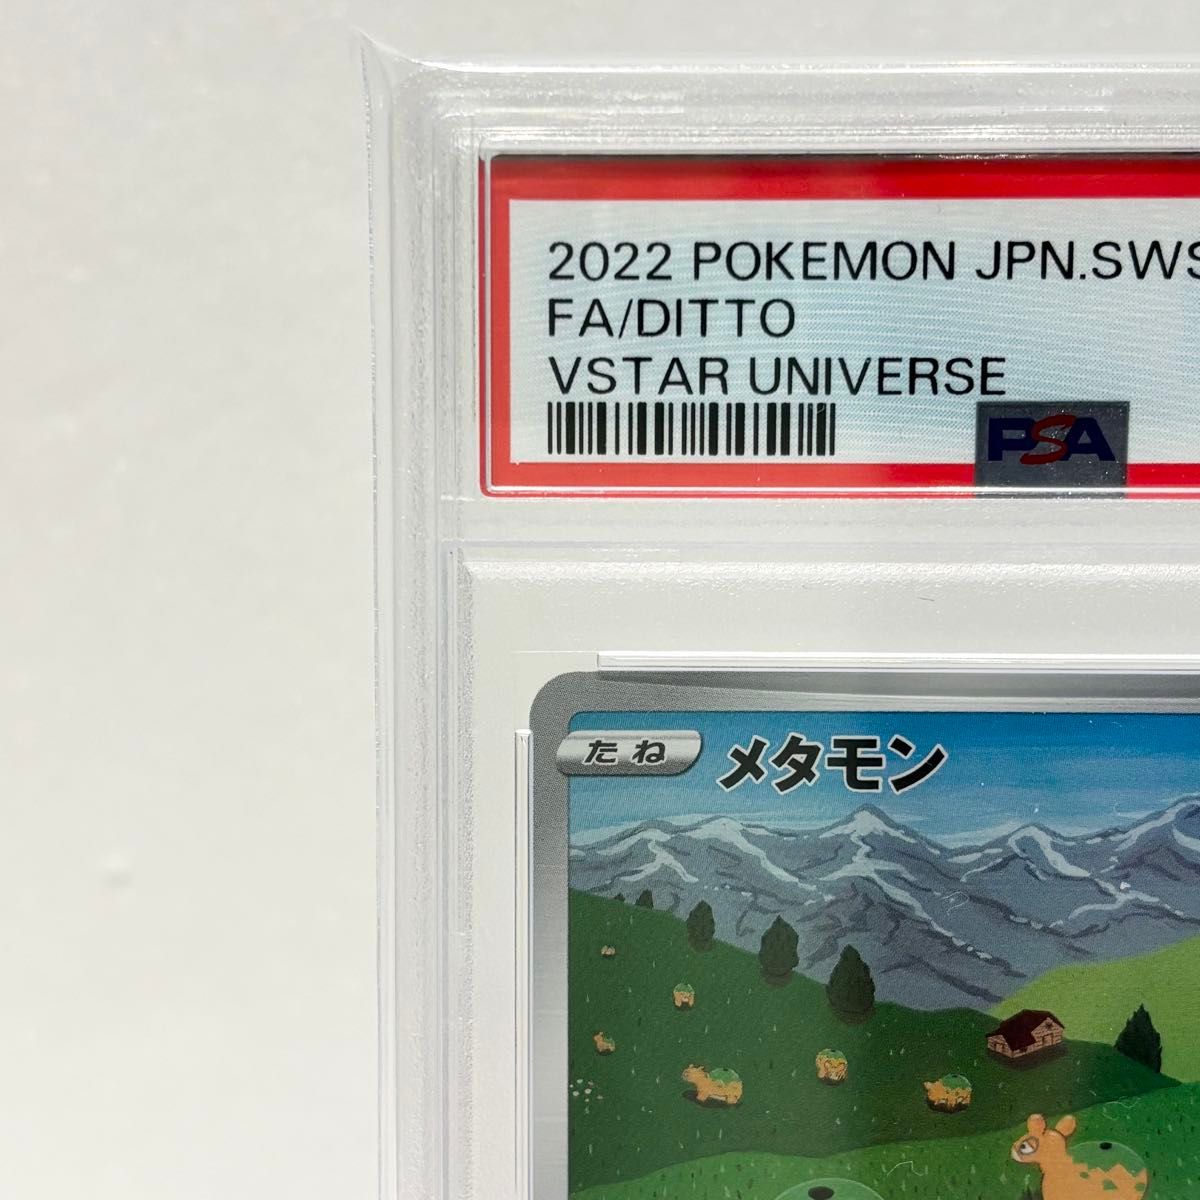 2022 POKEMON JPN.SWS
FA/DITTO
VSTAR UNIVERSE
PSA
たね メタモン